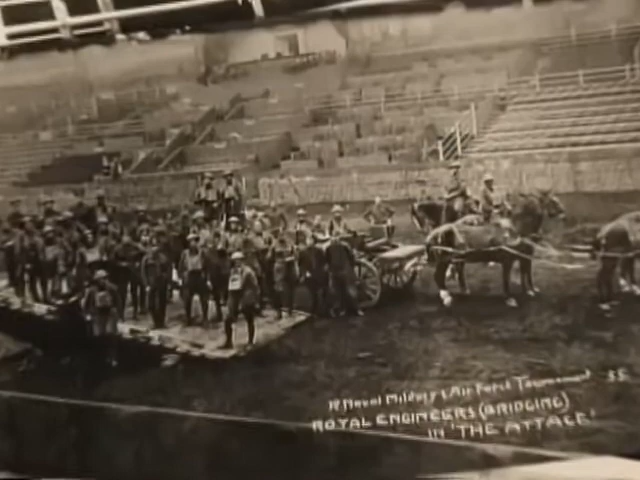 R Naval Military & Air Force Tournament 35
ROYAL ENGINEERS (BRIDGING)
IN 'THE ATTACK'